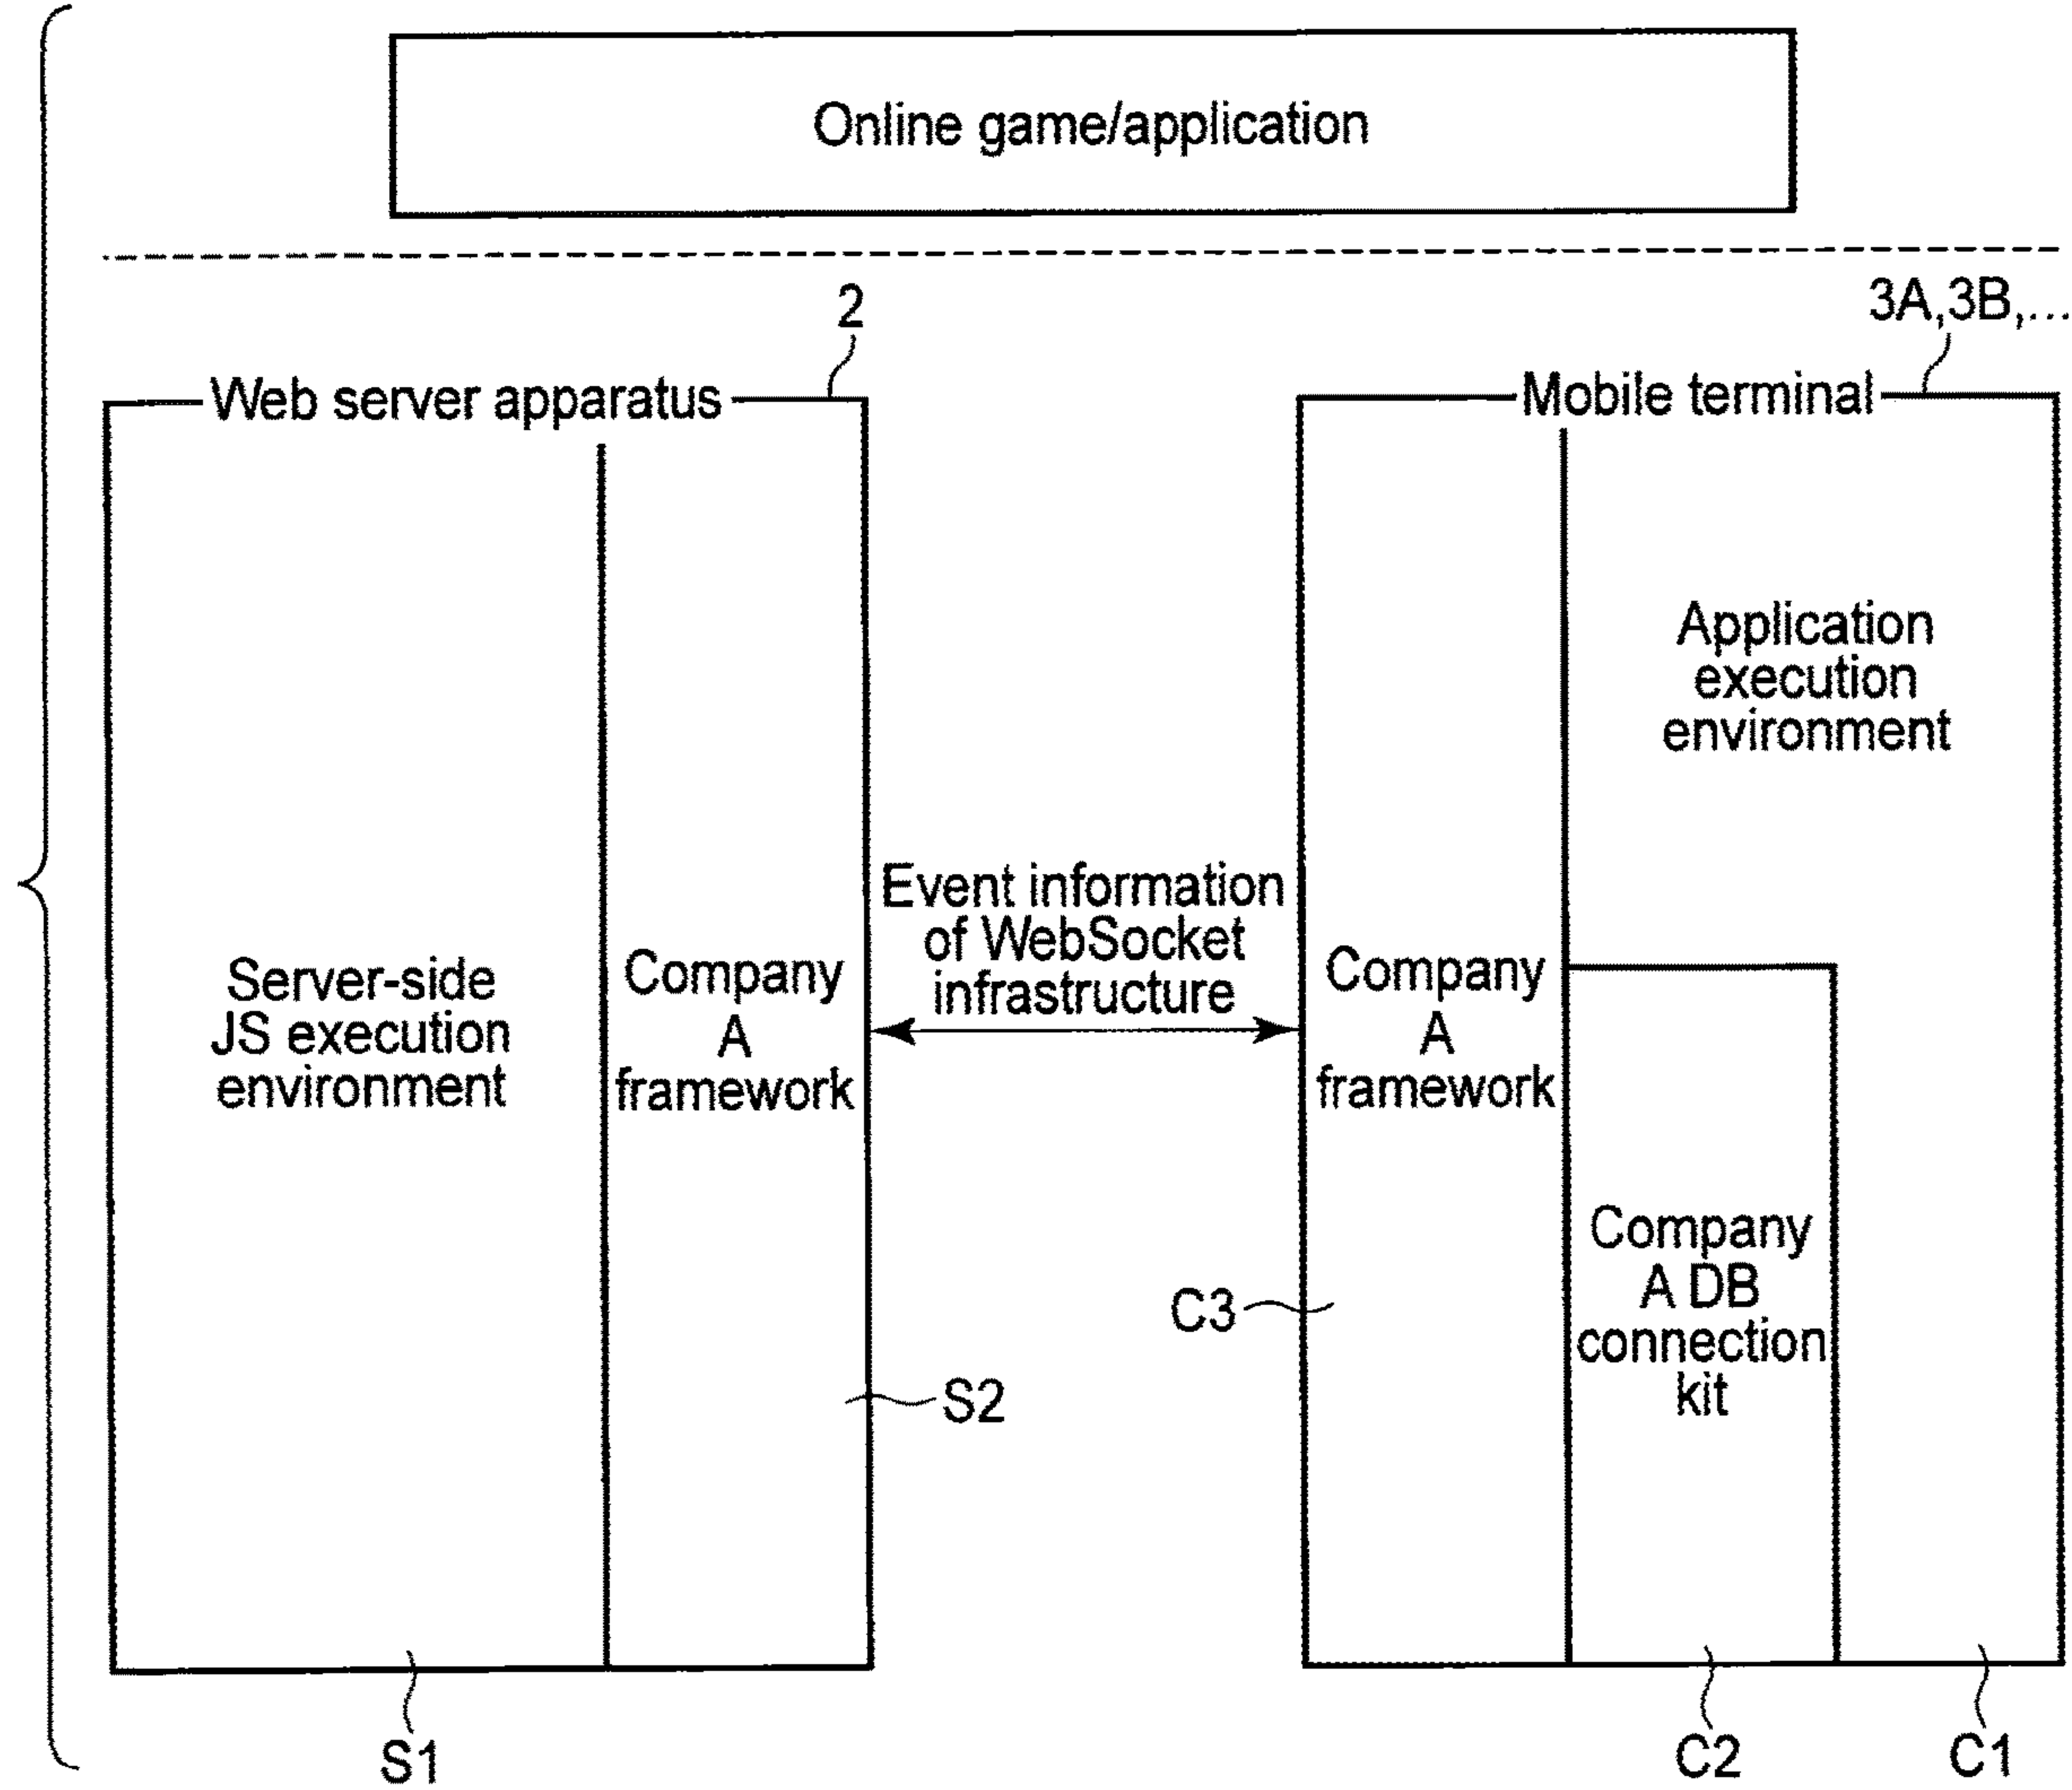 Online game/application
2
3A,3B,...
Web server apparatus
Mobile terminal
Application
execution
environment
Event information
of WebSocket
infrastructure
Server-side
JS execution
environment
Company
A
framework
Company
A
framework
Company
A DB
connection
kit
C3
S2
S1
C2
C1